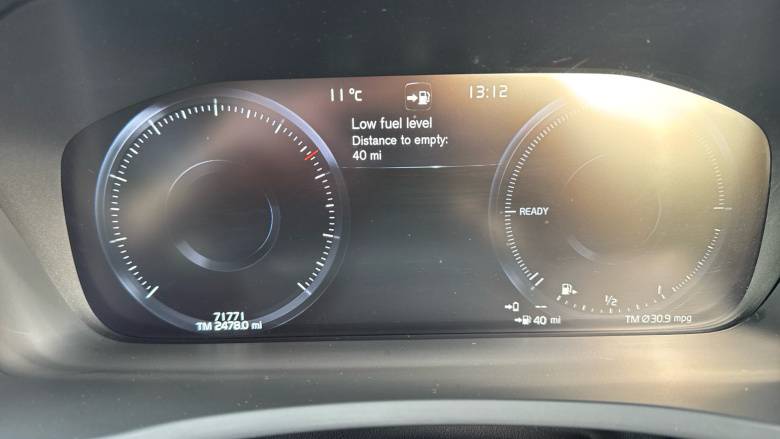 11 °C
13:12
Low fuel level
Distance to empty:
40 mi
READY
71771
TM 2478.0 mi
1/2
1
--
40 mi
TM Ø30.9 mpg